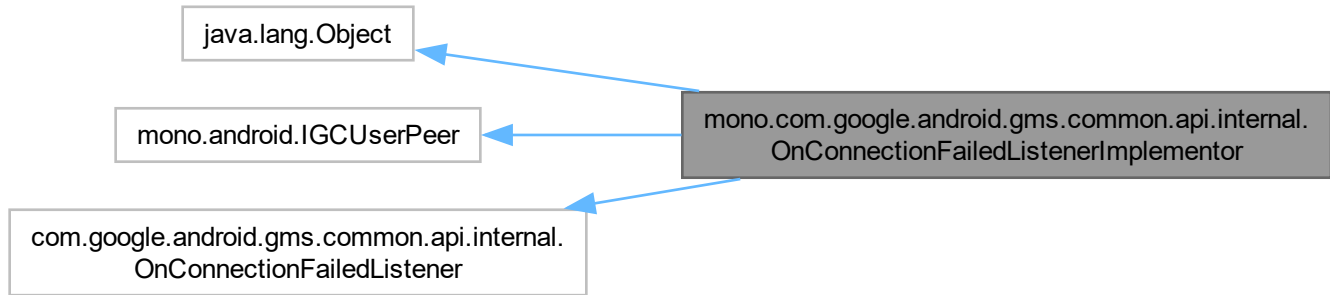 java.lang.Object
mono.android.IGCUserPeer
mono.com.google.android.gms.common.api.internal.
OnConnectionFailedListenerImplementor
com.google.android.gms.common.api.internal.
OnConnectionFailedListener